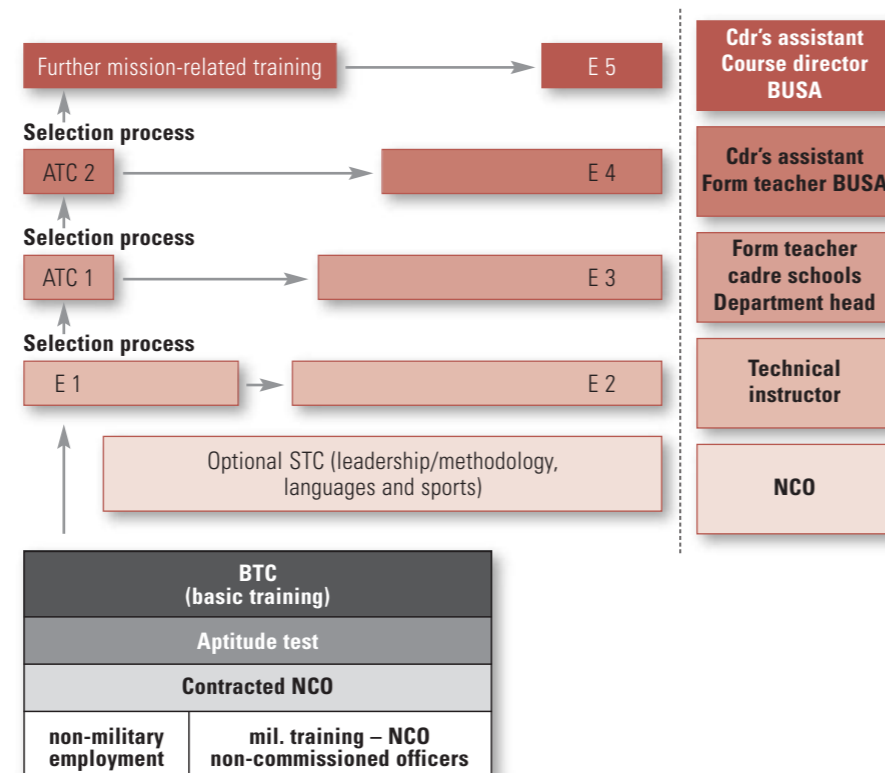 Further mission-related training
E 5
Cdr's assistant
Course director
BUSA
Selection process
ATC 2
E 4
Cdr's assistant
Form teacher BUSA
Selection process
ATC 1
E 3
Form teacher
cadre schools
Department head
Selection process
E 1
E 2
Technical
instructor
Optional STC (leadership/methodology,
languages and sports)
NCO
BTC
(basic training)
Aptitude test
Contracted NCO
non-military
employment
mil. training – NCO
non-commissioned officers